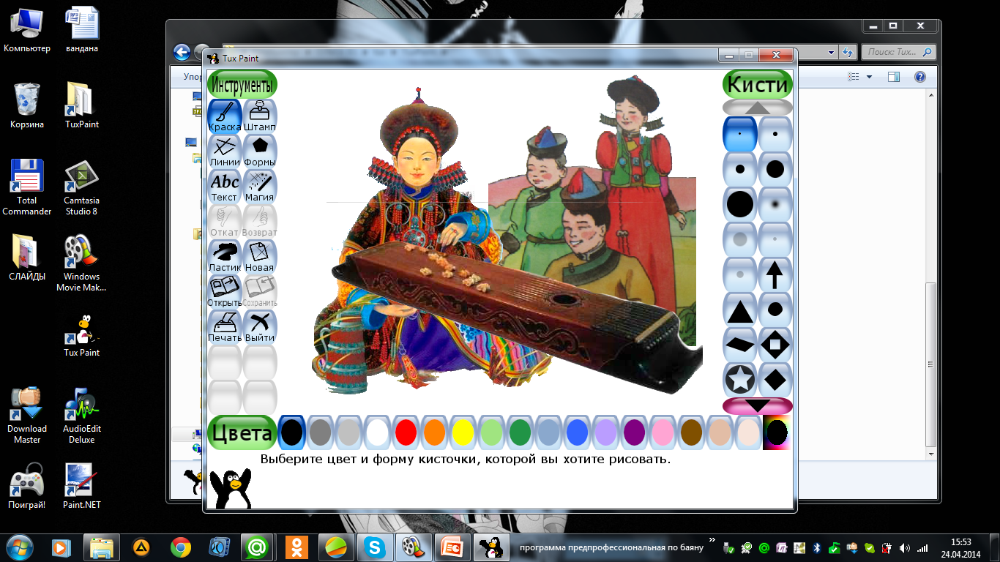 Компьютер
вандана
Корзина
TuxPaint
Total
Commander
Camtasia
Studio 8
СЛАЙДЫ
Windows
Movie Mak...
Tux Paint
Download
Master
AudioEdit
Deluxe
Поиграй!
Paint.NET
Поиск: Tux...
Упор
Tux Paint
Инструменты
Кисти
Краска
Штамп
Линии
Формы
Abc
Текст
Магия
Откат
Возврат
Ластик
Новая
Открыть
Сохранить
Печать
Выйти
Цвета
Выберите цвет и форму кисточки, которой вы хотите рисовать.
программа предпрофессиональная по баяну
»
15:53
24.04.2014